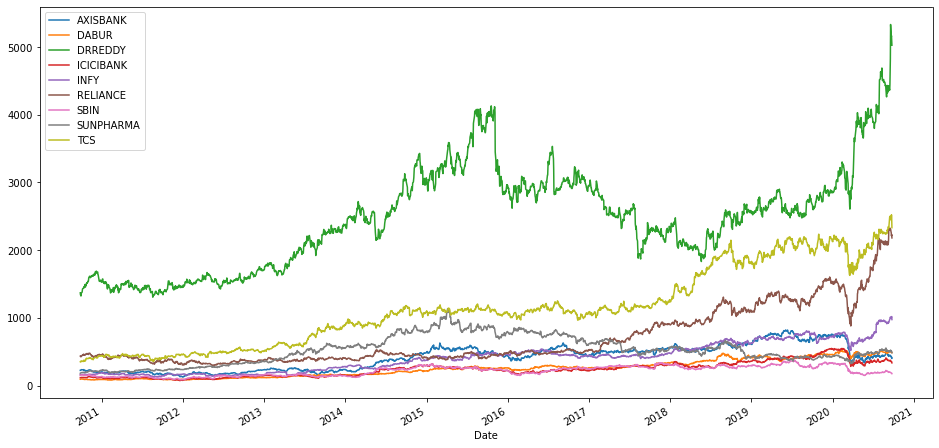 AXISBANK
DABUR
DRREDDY
ICICIBANK
INFY
RELIANCE
SBIN
SUNPHARMA
TCS
5000
4000
3000
2000
1000
0
2011 2012 2013 2014 2015 2016 2017 2018 2019 2020 2021
Date